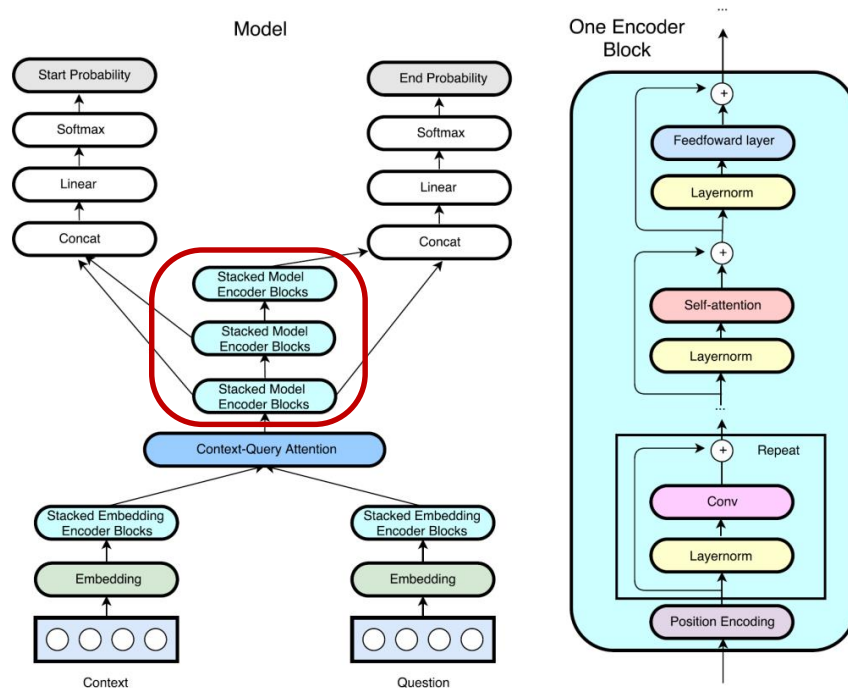 Model
Start Probability
Softmax
Linear
Concat
End Probability
Softmax
Linear
Concat
Stacked Model
Encoder Blocks
Stacked Model
Encoder Blocks
Stacked Model
Encoder Blocks
Context-Query Attention
Stacked Embedding
Encoder Blocks
Stacked Embedding
Encoder Blocks
Embedding
Embedding
Context
Question
One Encoder
Block
...
+
Feedfoward layer
Layernorm
+
Self-attention
Layernorm
...
+
Repeat
Conv
Layernorm
Position Encoding